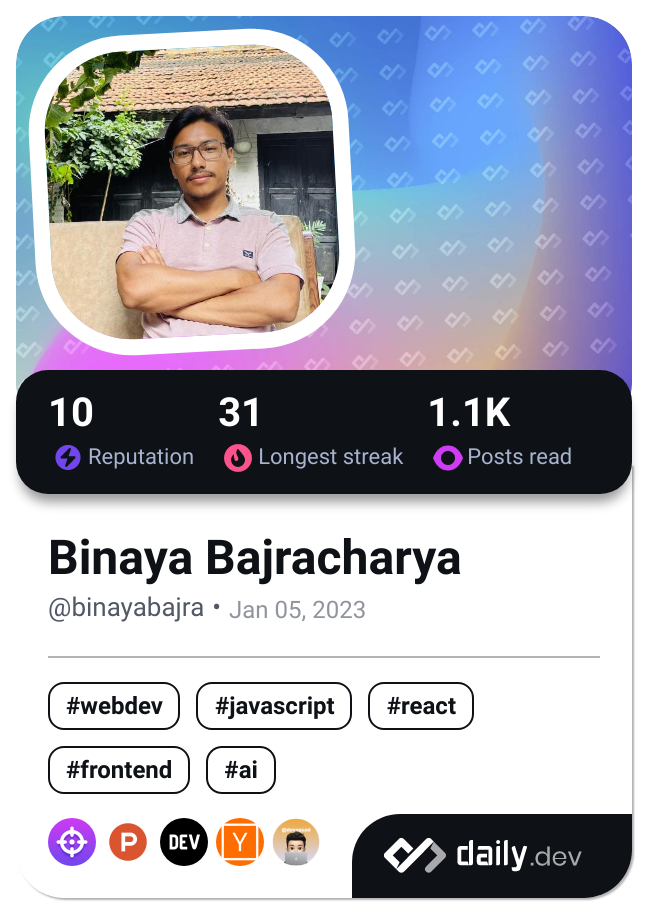 10 31 1.1K
Reputation Longest streak Posts read
Binaya Bajracharya
@binayabajra • Jan 05, 2023
#webdev #javascript #react
#frontend #ai
P DEV Y
daily.dev